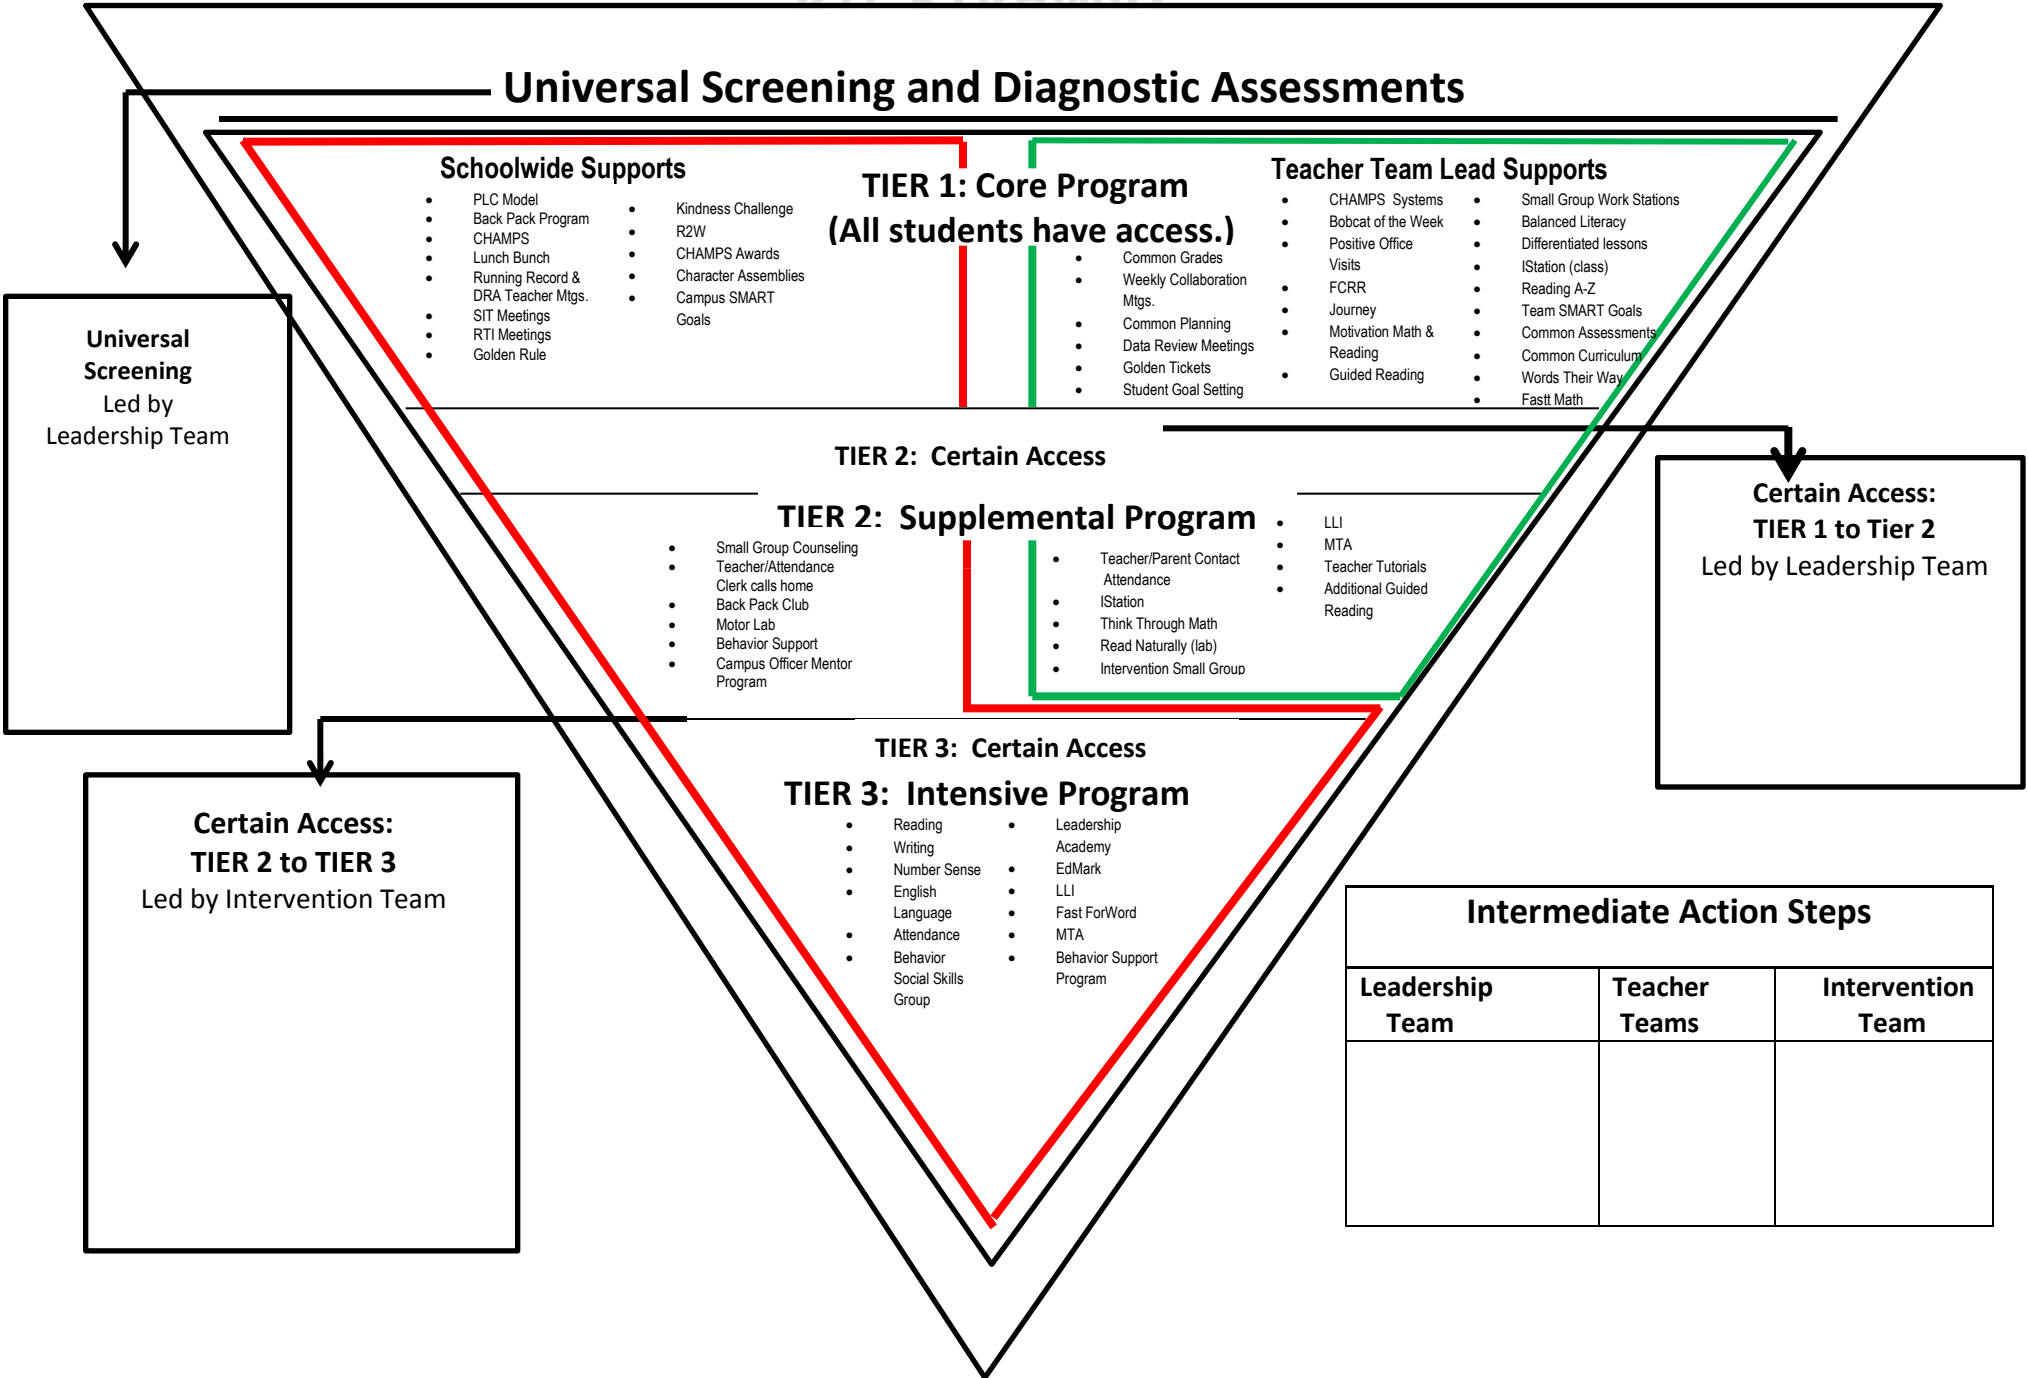 Universal Screening and Diagnostic Assessments
Schoolwide Supports
• PLC Model
• Back Pack Program
• CHAMPS
• Lunch Bunch
• Running Record &
DRA Teacher Mtgs.
• SIT Meetings
• RTI Meetings
• Golden Rule
• Kindness Challenge
• R2W
• CHAMPS Awards
• Character Assemblies
• Campus SMART
Goals
TIER 1: Core Program
(All students have access.)
• Common Grades
• Weekly Collaboration
Mtgs.
• Common Planning
• Data Review Meetings
• Golden Tickets
• Student Goal Setting
Teacher Team Lead Supports
• CHAMPS Systems
• Bobcat of the Week
• Positive Office
Visits
• FCRR
• Journey
• Motivation Math &
Reading
• Guided Reading
• Small Group Work Stations
• Balanced Literacy
• Differentiated lessons
• IStation (class)
• Reading A-Z
• Team SMART Goals
• Common Assessments
• Common Curriculum
• Words Their Way
• Fastt Math
Universal
Screening
Led by
Leadership Team
TIER 2: Certain Access
Certain Access:
TIER 1 to Tier 2
Led by Leadership Team
TIER 2: Supplemental Program
• Small Group Counseling
• Teacher/Attendance
Clerk calls home
• Back Pack Club
• Motor Lab
• Behavior Support
• Campus Officer Mentor
Program
• Teacher/Parent Contact
Attendance
• IStation
• Think Through Math
• Read Naturally (lab)
• Intervention Small Group
• LLI
• MTA
• Teacher Tutorials
• Additional Guided
Reading
TIER 3: Certain Access
TIER 3: Intensive Program
• Reading
• Writing
• Number Sense
• English
Language
• Attendance
• Behavior
Social Skills
Group
• Leadership
Academy
• EdMark
• LLI
• Fast ForWord
• MTA
• Behavior Support
Program
Certain Access:
TIER 2 to TIER 3
Led by Intervention Team
Intermediate Action Steps
Leadership
Team
Teacher
Teams
Intervention
Team